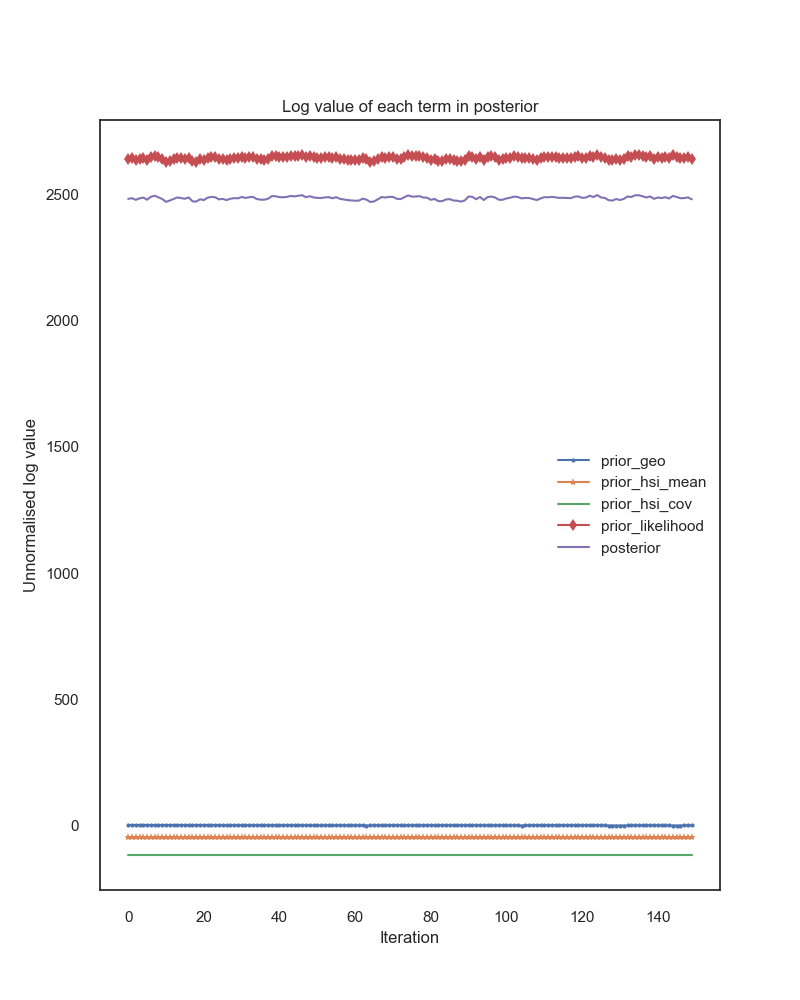 Log value of each term in posterior
Unnormalised log value
2500
2000
1500
1000
500
0
prior_geo
prior_hsi_mean
prior_hsi_cov
prior_likelihood
posterior
0 20 40 60 80 100 120 140
Iteration